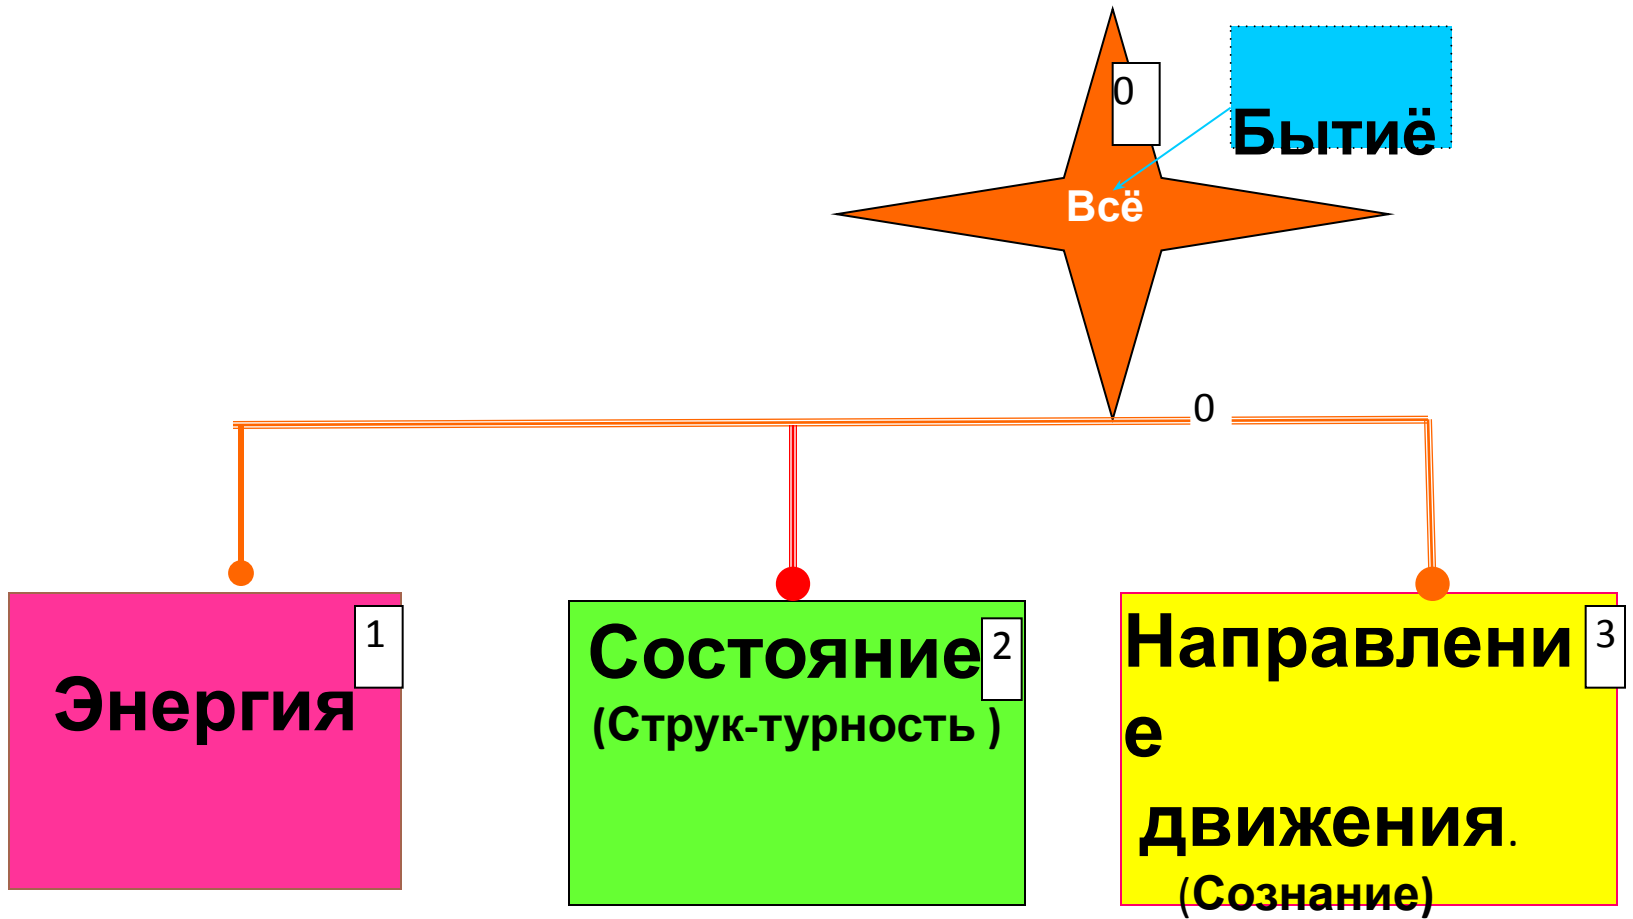 0
Бытиё
Всё
0
1
Энергия
2
Состояние
(Струк-турность )
3
Направлени
е
движения.
(Сознание)